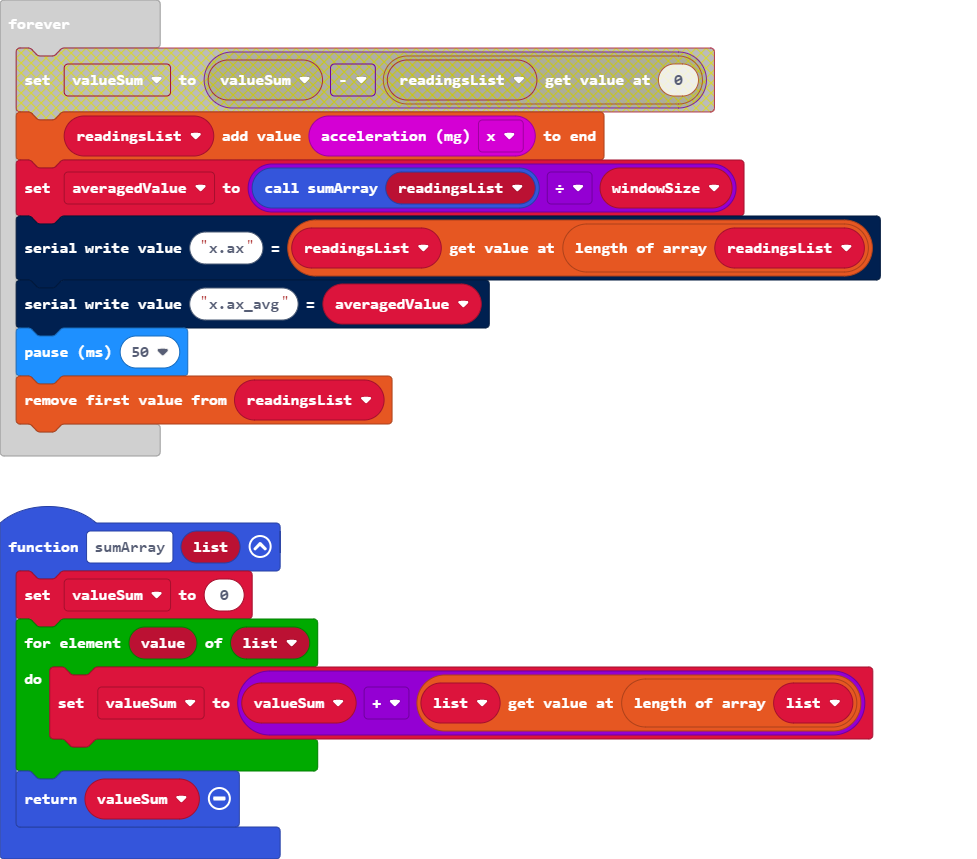 forever
set valueSum to valueSum - readingsList get value at 0
readingsList add value acceleration (mg) x to end
set averagedValue to call sumArray readingsList ÷ windowSize
serial write value "x.ax" = readingsList get value at length of array readingsList
serial write value "x.ax_avg" = averagedValue
pause (ms) 50
remove first value from readingsList
function sumArray list
set valueSum to 0
for element value of list
do
set valueSum to valueSum + list get value at length of array list
return valueSum